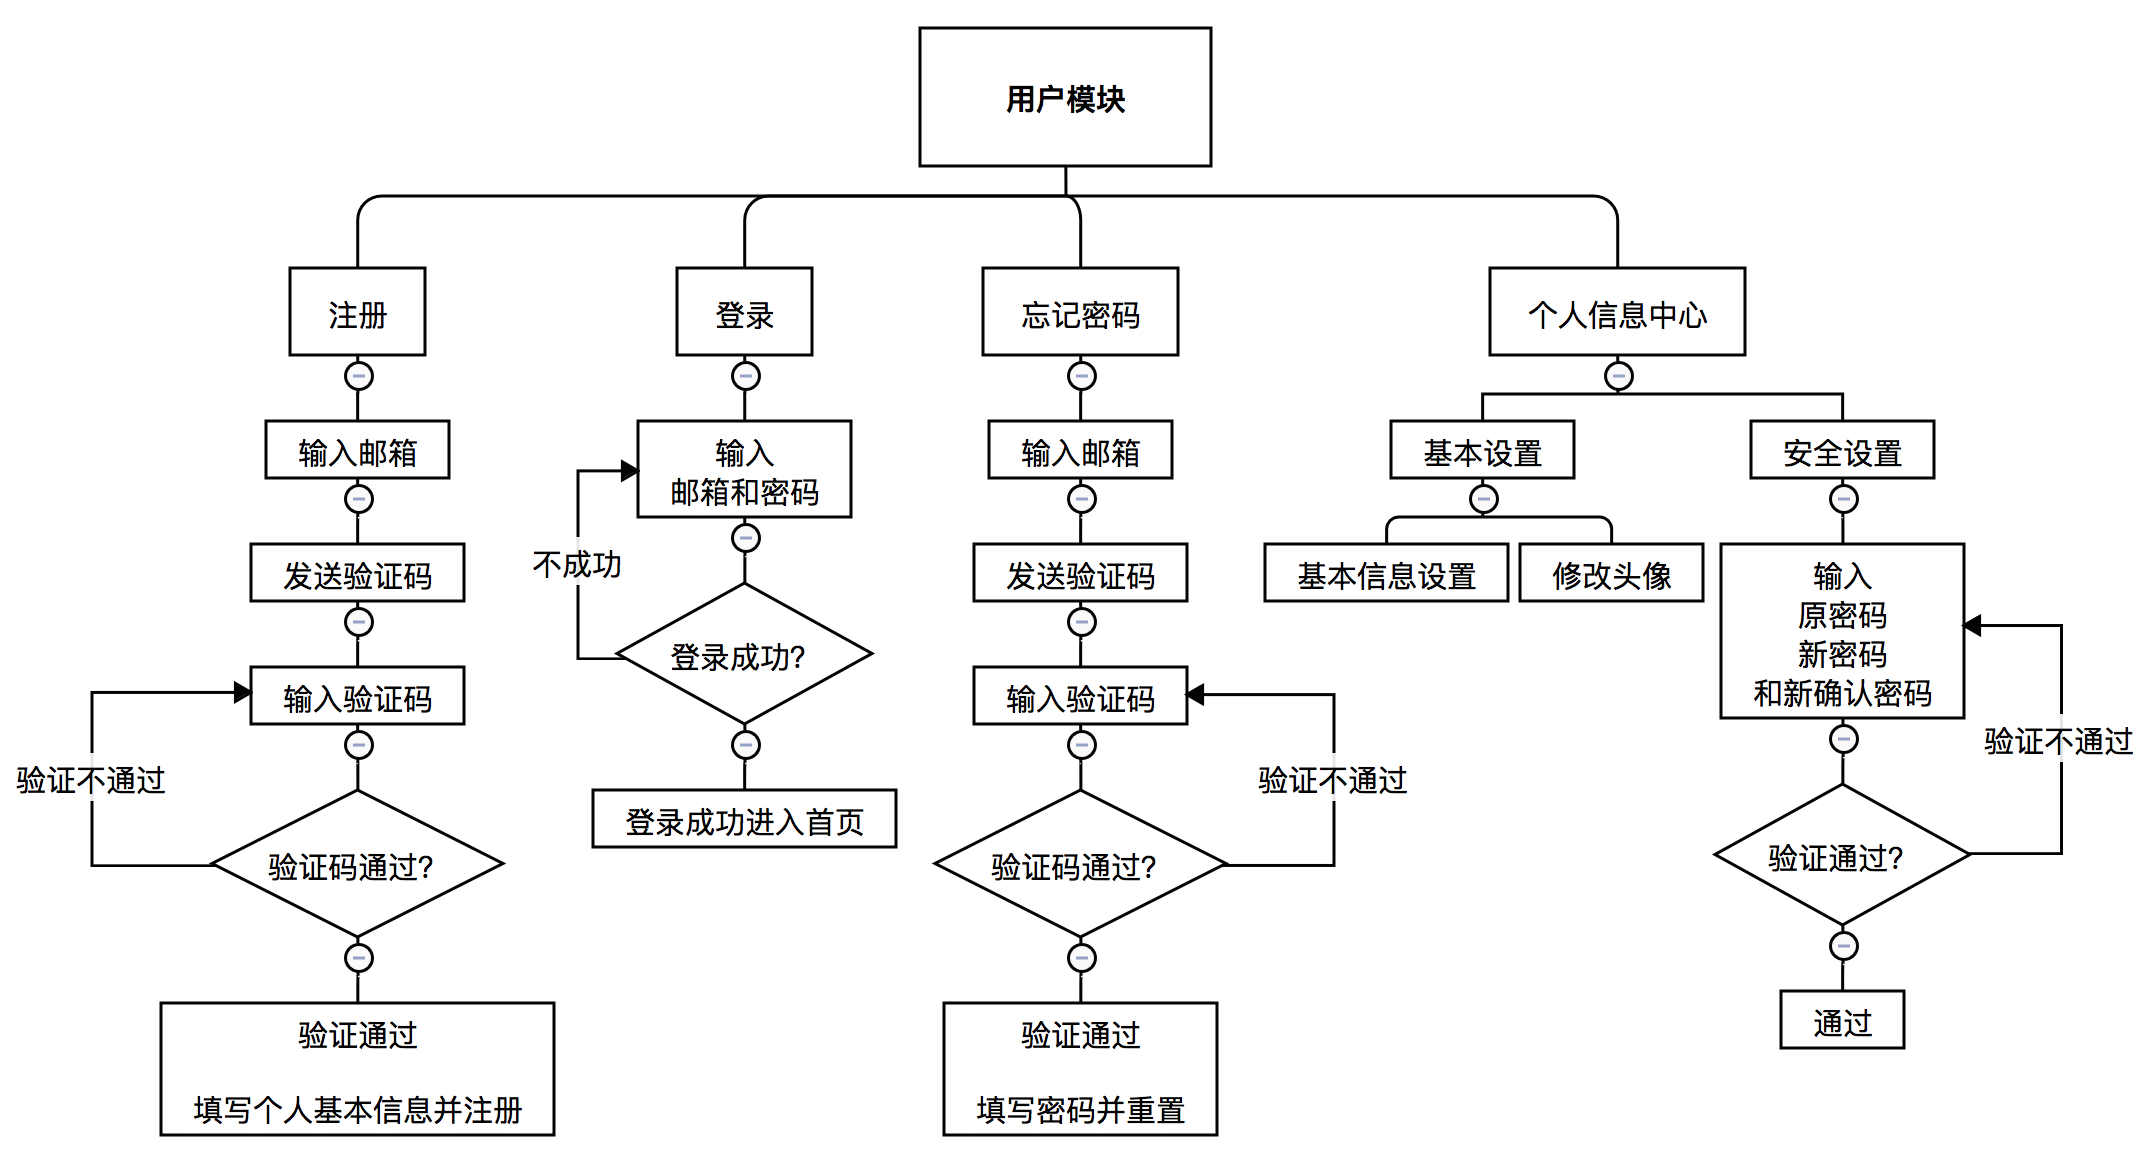 用户模块
注册
登录
忘记密码
个人信息中心
输入邮箱
输入
邮箱和密码
输入邮箱
基本设置
安全设置
不成功
发送验证码
发送验证码
基本信息设置
修改头像
输入
原密码
新密码
和新确认密码
登录成功?
输入验证码
输入验证码
验证不通过
验证不通过
验证不通过
登录成功进入首页
验证码通过?
验证码通过?
验证通过?
验证通过
填写个人基本信息并注册
验证通过
填写密码并重置
通过